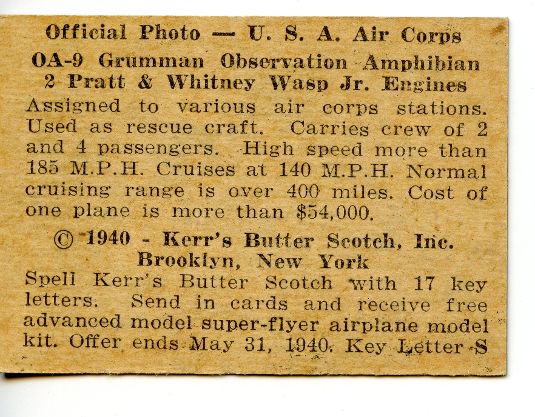 Official Photo — U. S. A. Air Corps
OA-9 Grumman Observation Amphibian
2 Pratt & Whitney Wasp Jr. Engines
Assigned to various air corps stations.
Used as rescue craft. Carries crew of 2
and 4 passengers. High speed more than
185 M.P.H. Cruises at 140 M.P.H. Normal
cruising range is over 400 miles. Cost of
one plane is more than $54,000.
© 1940 - Kerr's Butter Scotch, Inc.
Brooklyn, New York
Spell Kerr's Butter Scotch with 17 key
letters. Send in cards and receive free
advanced model super-flyer airplane model
kit. Offer ends May 31, 1940. Key Letter S